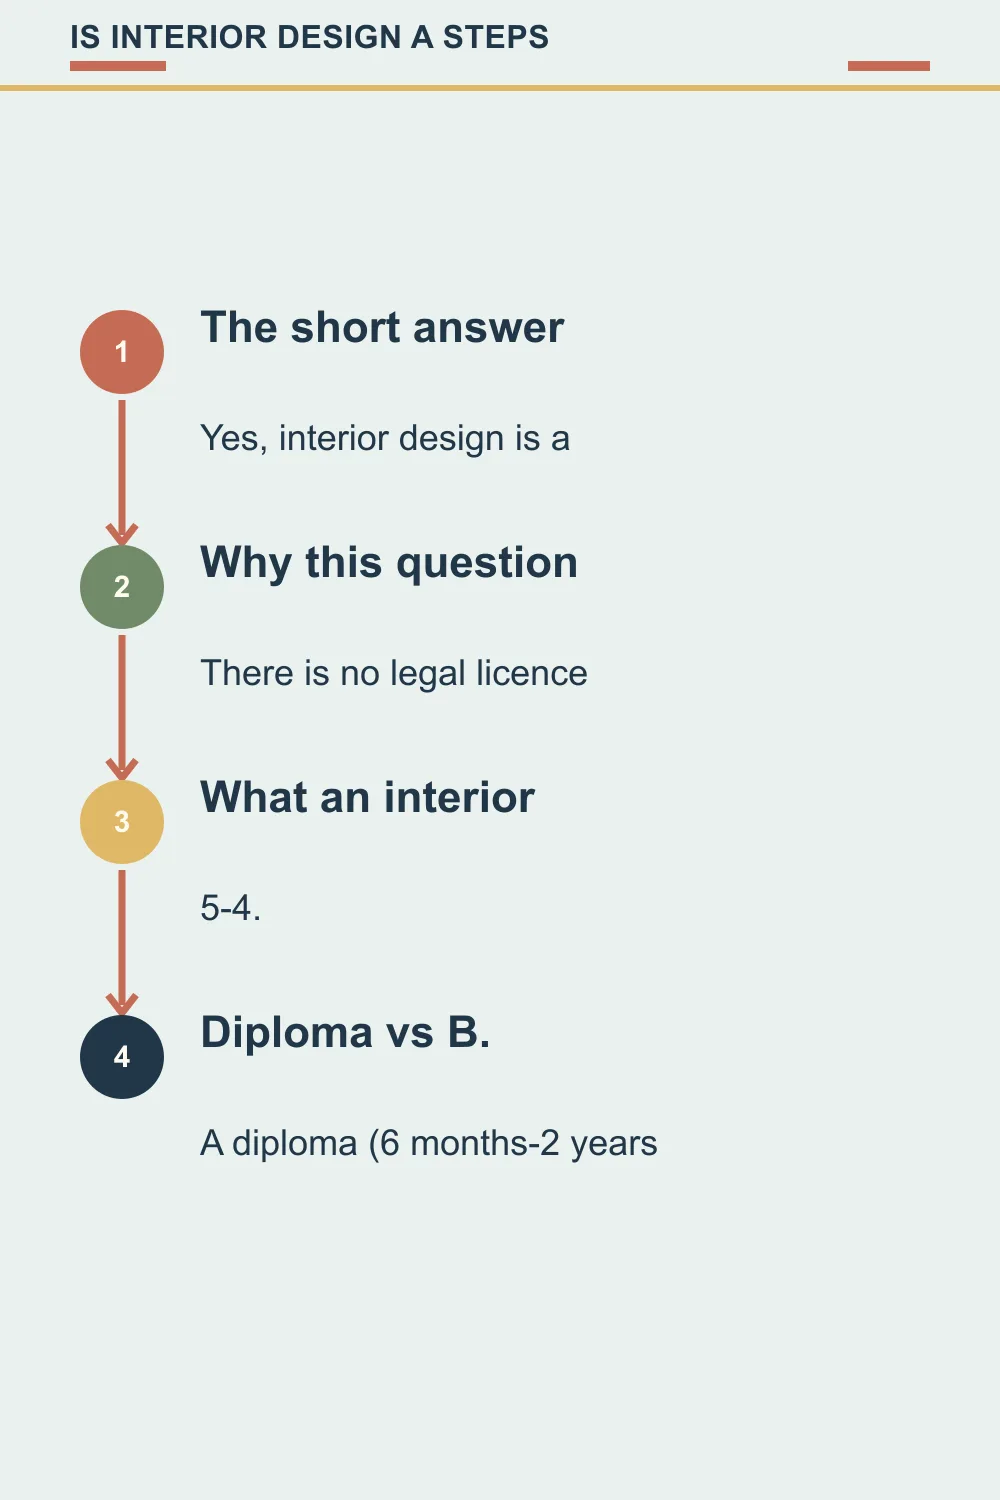 IS INTERIOR DESIGN A STEPS
1
The short answer
Yes, interior design is a
2
Why this question
There is no legal licence
3
What an interior
5-4.
4
Diploma vs B.
A diploma (6 months-2 years